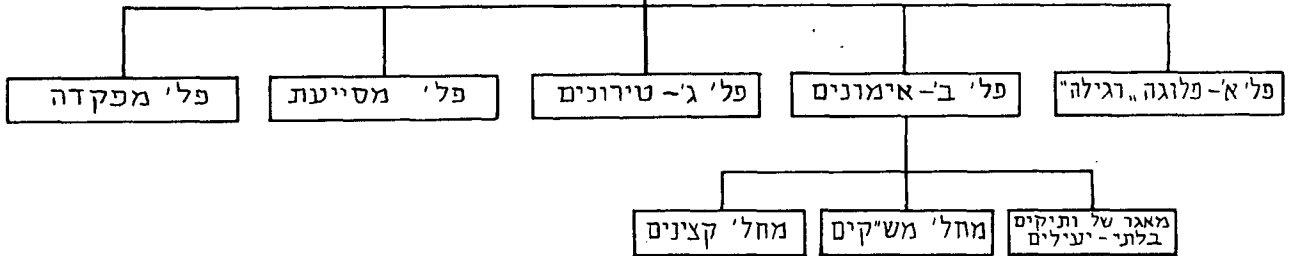 פל' א'-פלוגה „רגילה"
פל' ב'-אימונים
פל' ג'-טירונים
פל' מסייעת
פל' מפקדה
מאגר של ותיקים
בלתי-יעילים
מחל' מש"קים
מחל' קצינים